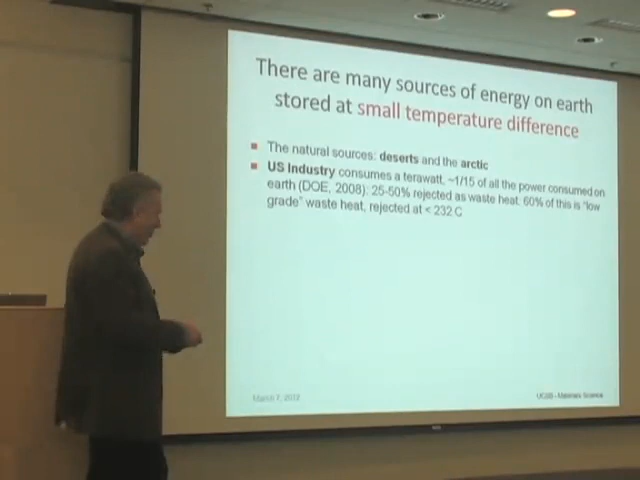 There are many sources of energy on earth
stored at small temperature difference
The natural sources: deserts and the arctic
US Industry consumes a terawatt, ~1/15 of all the power consumed on
earth (DOE, 2008): 25-50% rejected as waste heat, 60% of this is "low
grade" waste heat, rejected at < 232 C
March 7, 2012
UCSB - Materials Science